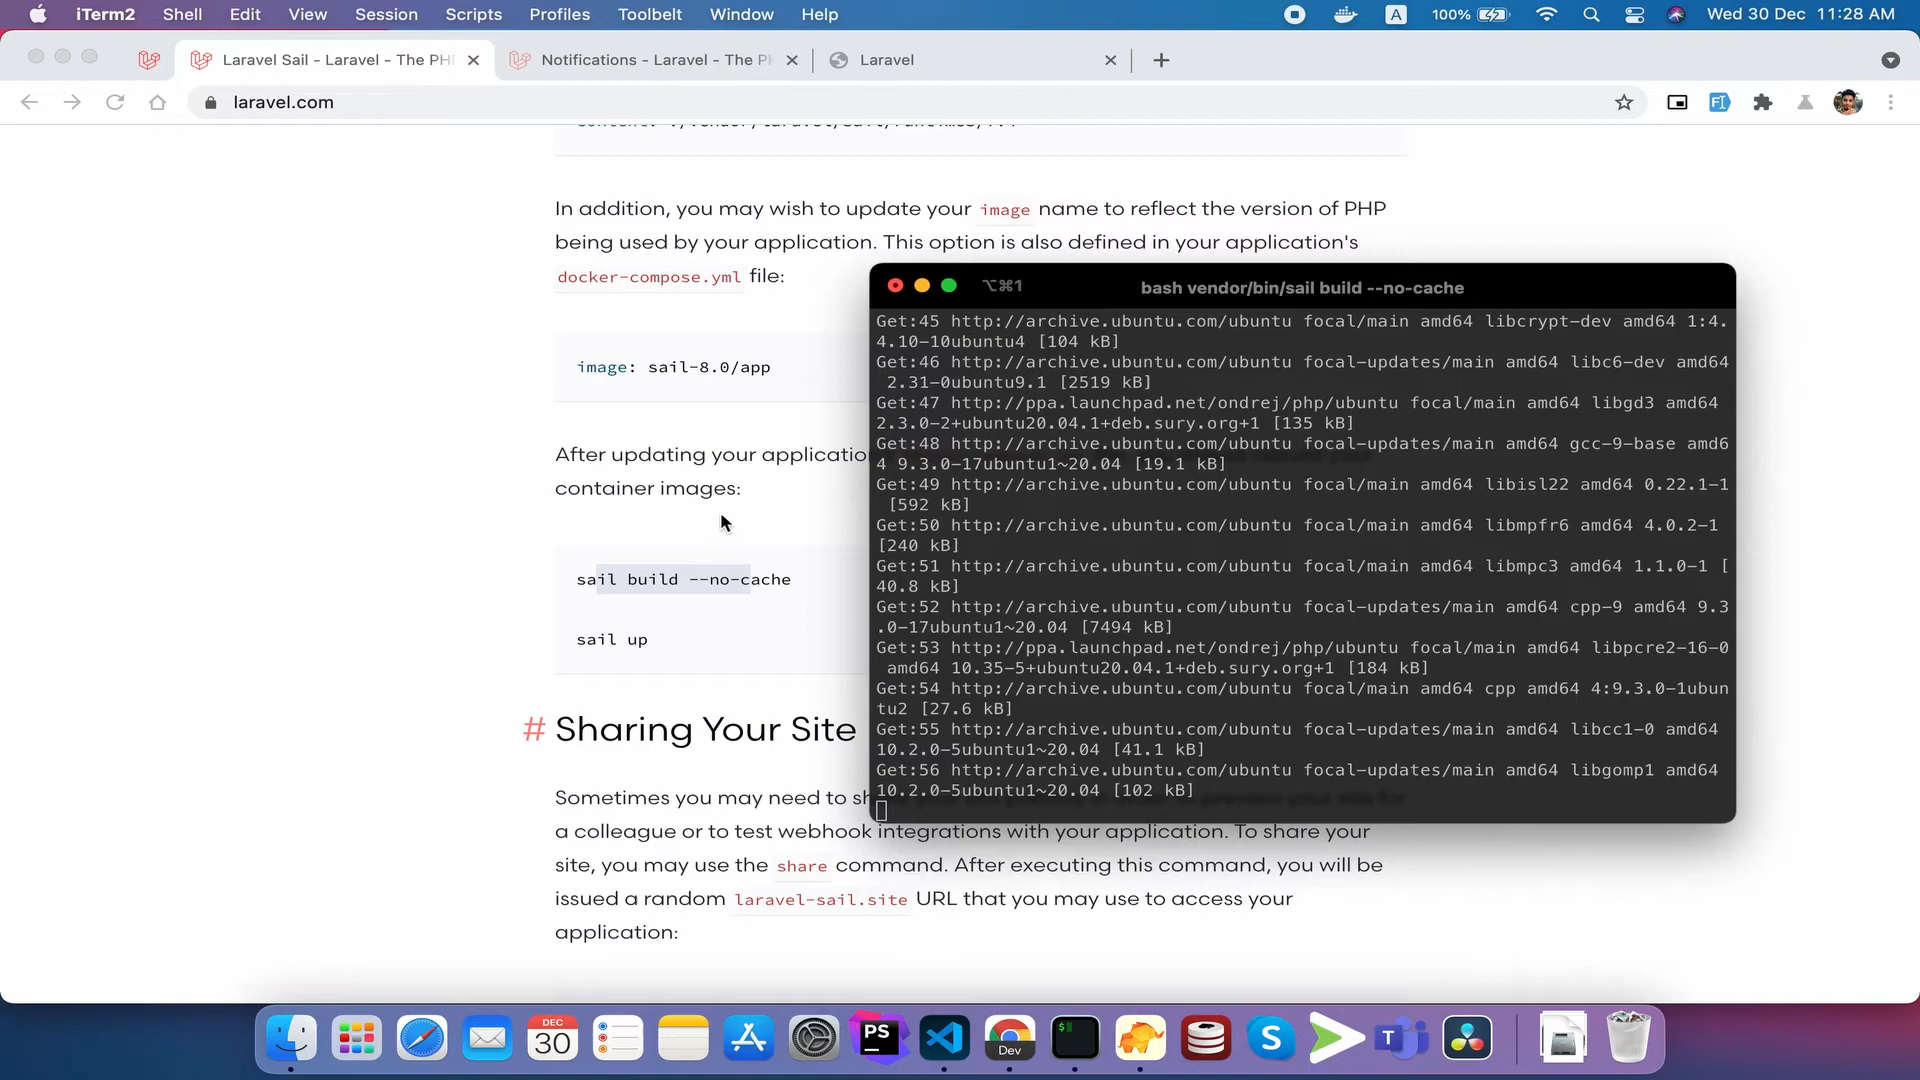 iTerm2 Shell Edit View Session Scripts Profiles Toolbelt Window Help A 100% Wed 30 Dec 11:28 AM
Laravel Sail - Laravel - The PH
Notifications - Laravel - The P
Laravel
laravel.com
In addition, you may wish to update your image name to reflect the version of PHP
being used by your application. This option is also defined in your application's
docker-compose.yml file:
image: sail-8.0/app
After updating your application
container images:
sail build --no-cache
sail up
# Sharing Your Site
Sometimes you may need to sh
a colleague or to test webhook integrations with your application. To share your
site, you may use the share command. After executing this command, you will be
issued a random laravel-sail.site URL that you may use to access your
application:
⌥⌘1
bash vendor/bin/sail build --no-cache
Get:45 http://archive.ubuntu.com/ubuntu focal/main amd64 libcrypt-dev amd64 1:4.
4.10-10ubuntu4 [104 kB]
Get:46 http://archive.ubuntu.com/ubuntu focal-updates/main amd64 libc6-dev amd64
2.31-0ubuntu9.1 [2519 kB]
Get:47 http://ppa.launchpad.net/ondrej/php/ubuntu focal/main amd64 libgd3 amd64
2.3.0-2+ubuntu20.04.1+deb.sury.org+1 [135 kB]
Get:48 http://archive.ubuntu.com/ubuntu focal-updates/main amd64 gcc-9-base amd6
4 9.3.0-17ubuntu1~20.04 [19.1 kB]
Get:49 http://archive.ubuntu.com/ubuntu focal/main amd64 libisl22 amd64 0.22.1-1
[592 kB]
Get:50 http://archive.ubuntu.com/ubuntu focal/main amd64 libmpfr6 amd64 4.0.2-1
[240 kB]
Get:51 http://archive.ubuntu.com/ubuntu focal/main amd64 libmpc3 amd64 1.1.0-1 [
40.8 kB]
Get:52 http://archive.ubuntu.com/ubuntu focal-updates/main amd64 cpp-9 amd64 9.3
.0-17ubuntu1~20.04 [7494 kB]
Get:53 http://ppa.launchpad.net/ondrej/php/ubuntu focal/main amd64 libpcre2-16-0
amd64 10.35-5+ubuntu20.04.1+deb.sury.org+1 [184 kB]
Get:54 http://archive.ubuntu.com/ubuntu focal/main amd64 cpp amd64 4:9.3.0-1ubun
tu2 [27.6 kB]
Get:55 http://archive.ubuntu.com/ubuntu focal-updates/main amd64 libcc1-0 amd64
10.2.0-5ubuntu1~20.04 [41.1 kB]
Get:56 http://archive.ubuntu.com/ubuntu focal-updates/main amd64 libgomp1 amd64
10.2.0-5ubuntu1~20.04 [102 kB]
DEC
30
PS
Dev
$
S
T